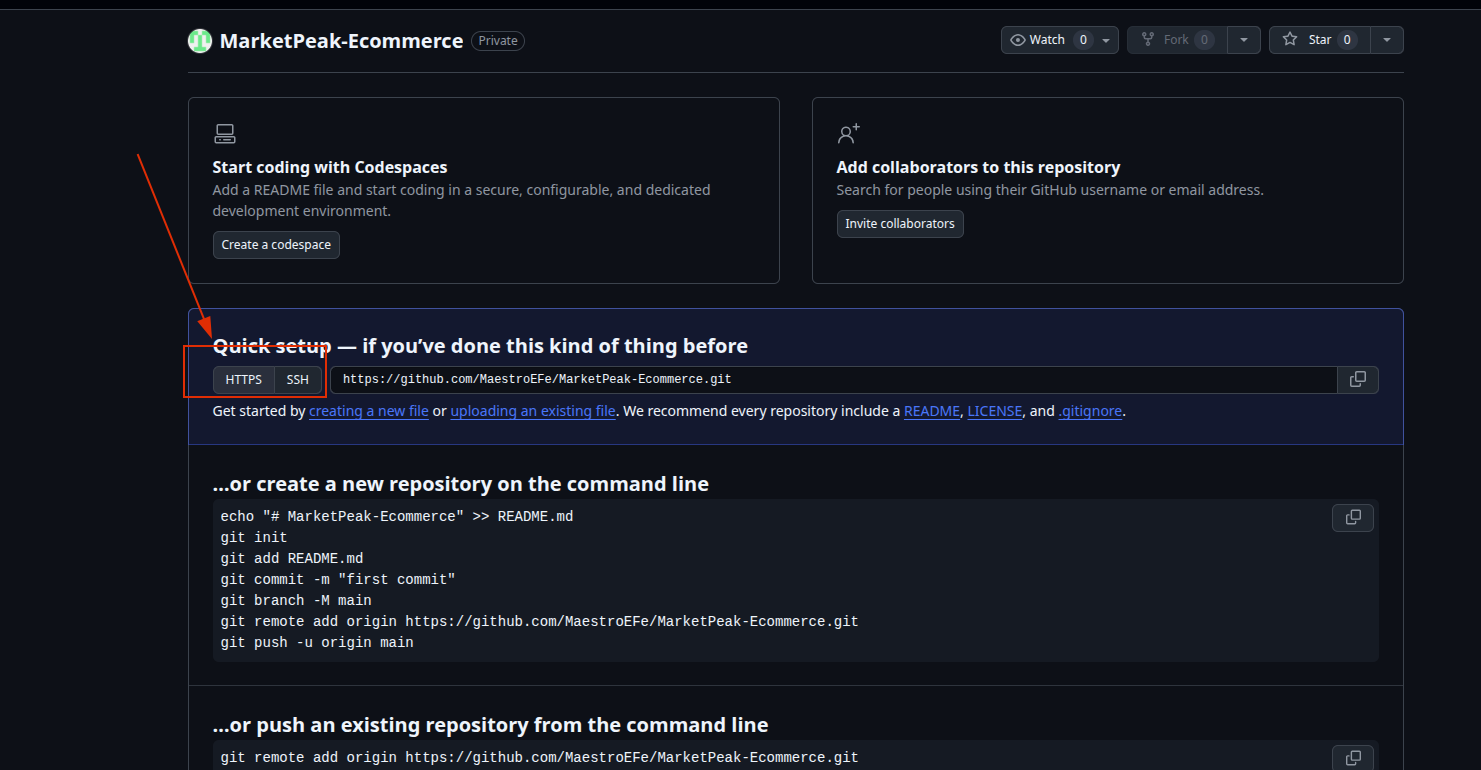 MarketPeak-Ecommerce Private Watch 0 Fork 0 Star 0
Start coding with Codespaces
Add a README file and start coding in a secure, configurable, and dedicated
development environment.
Create a codespace
Add collaborators to this repository
Search for people using their GitHub username or email address.
Invite collaborators
Quick setup — if you’ve done this kind of thing before
HTTPS SSH https://github.com/MaestroEFe/MarketPeak-Ecommerce.git
Get started by creating a new file or uploading an existing file. We recommend every repository include a README, LICENSE, and .gitignore.
…or create a new repository on the command line
echo "# MarketPeak-Ecommerce" >> README.md
git init
git add README.md
git commit -m "first commit"
git branch -M main
git remote add origin https://github.com/MaestroEFe/MarketPeak-Ecommerce.git
git push -u origin main
…or push an existing repository from the command line
git remote add origin https://github.com/MaestroEFe/MarketPeak-Ecommerce.git